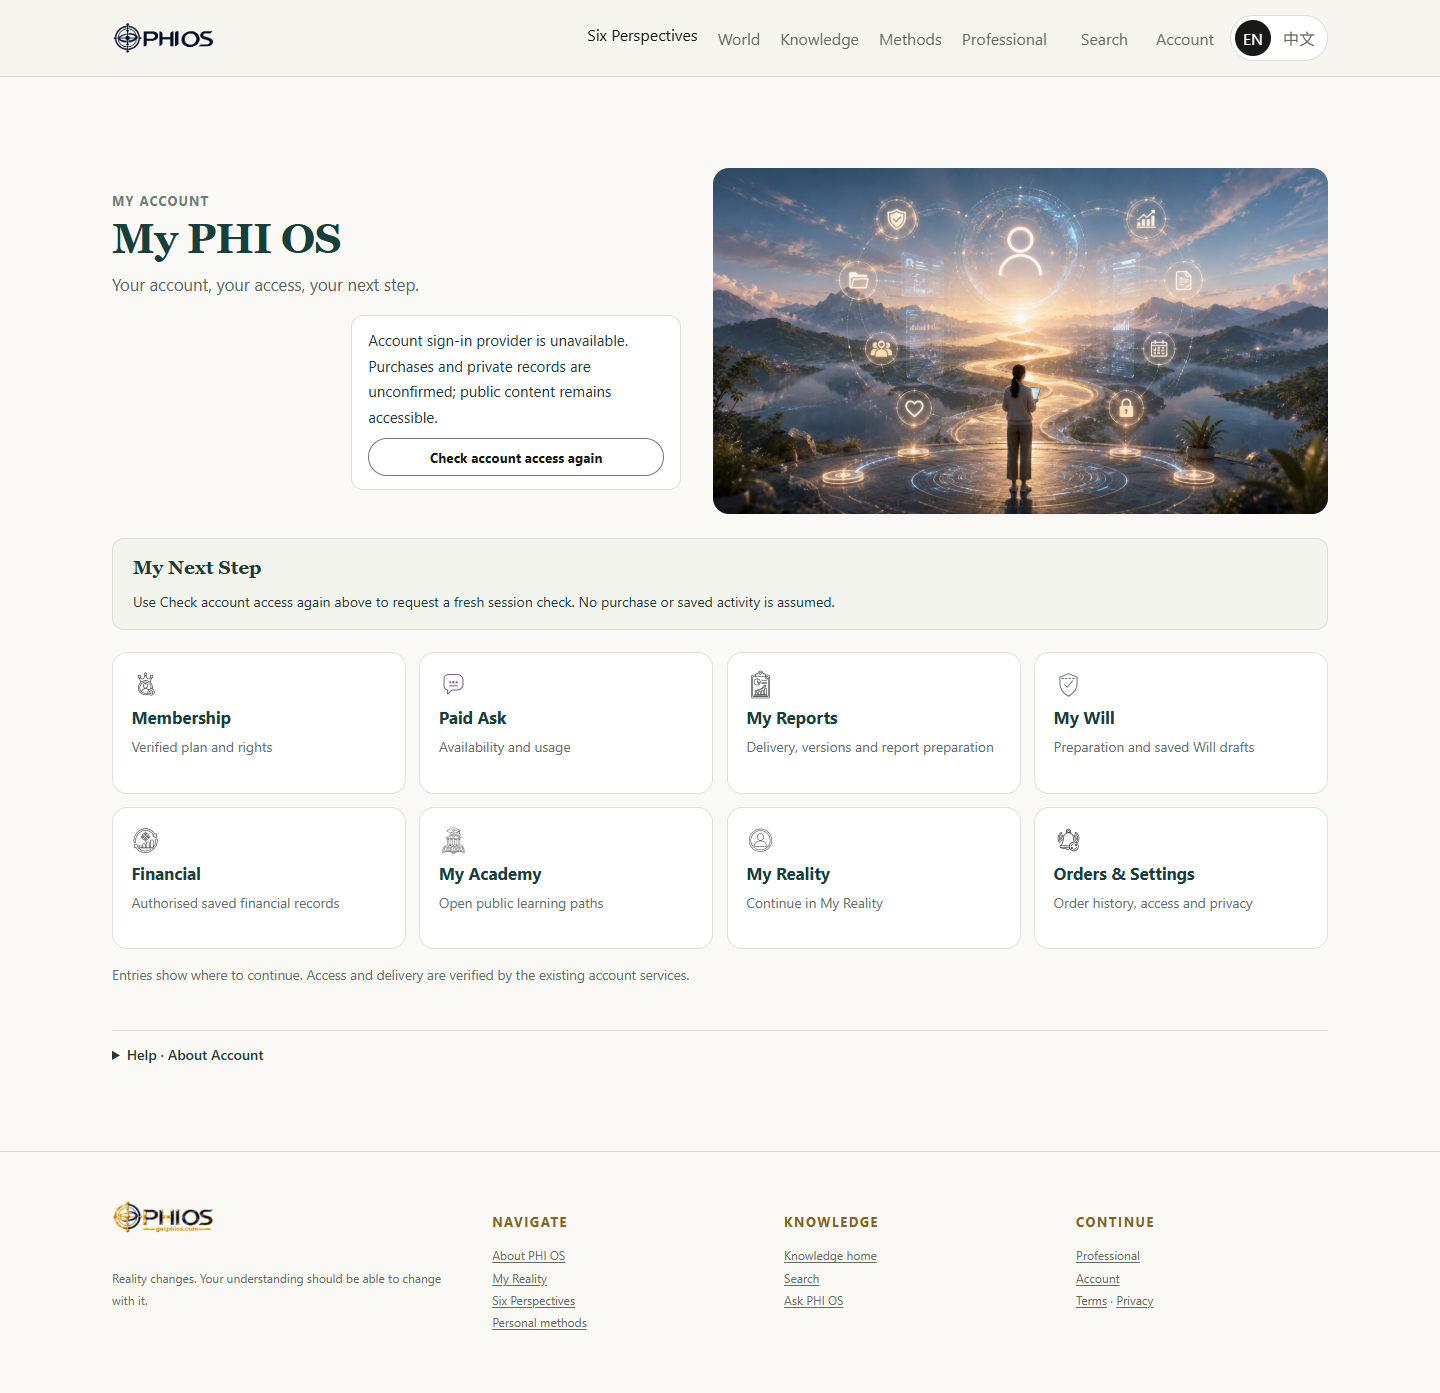 PHIOS
Six Perspectives
World
Knowledge
Methods
Professional
Search
Account
EN
中文
MY ACCOUNT
My PHI OS
Your account, your access, your next step.
Account sign-in provider is unavailable.
Purchases and private records are
unconfirmed; public content remains
accessible.
Check account access again
My Next Step
Use Check account access again above to request a fresh session check. No purchase or saved activity is assumed.
Membership
Verified plan and rights
Paid Ask
Availability and usage
My Reports
Delivery, versions and report preparation
My Will
Preparation and saved Will drafts
Financial
Authorised saved financial records
My Academy
Open public learning paths
My Reality
Continue in My Reality
Orders & Settings
Order history, access and privacy
Entries show where to continue. Access and delivery are verified by the existing account services.
Help · About Account
PHIOS
getphios.com
Reality changes. Your understanding should be able to change
with it.
NAVIGATE
About PHI OS
My Reality
Six Perspectives
Personal methods
KNOWLEDGE
Knowledge home
Search
Ask PHI OS
CONTINUE
Professional
Account
Terms · Privacy